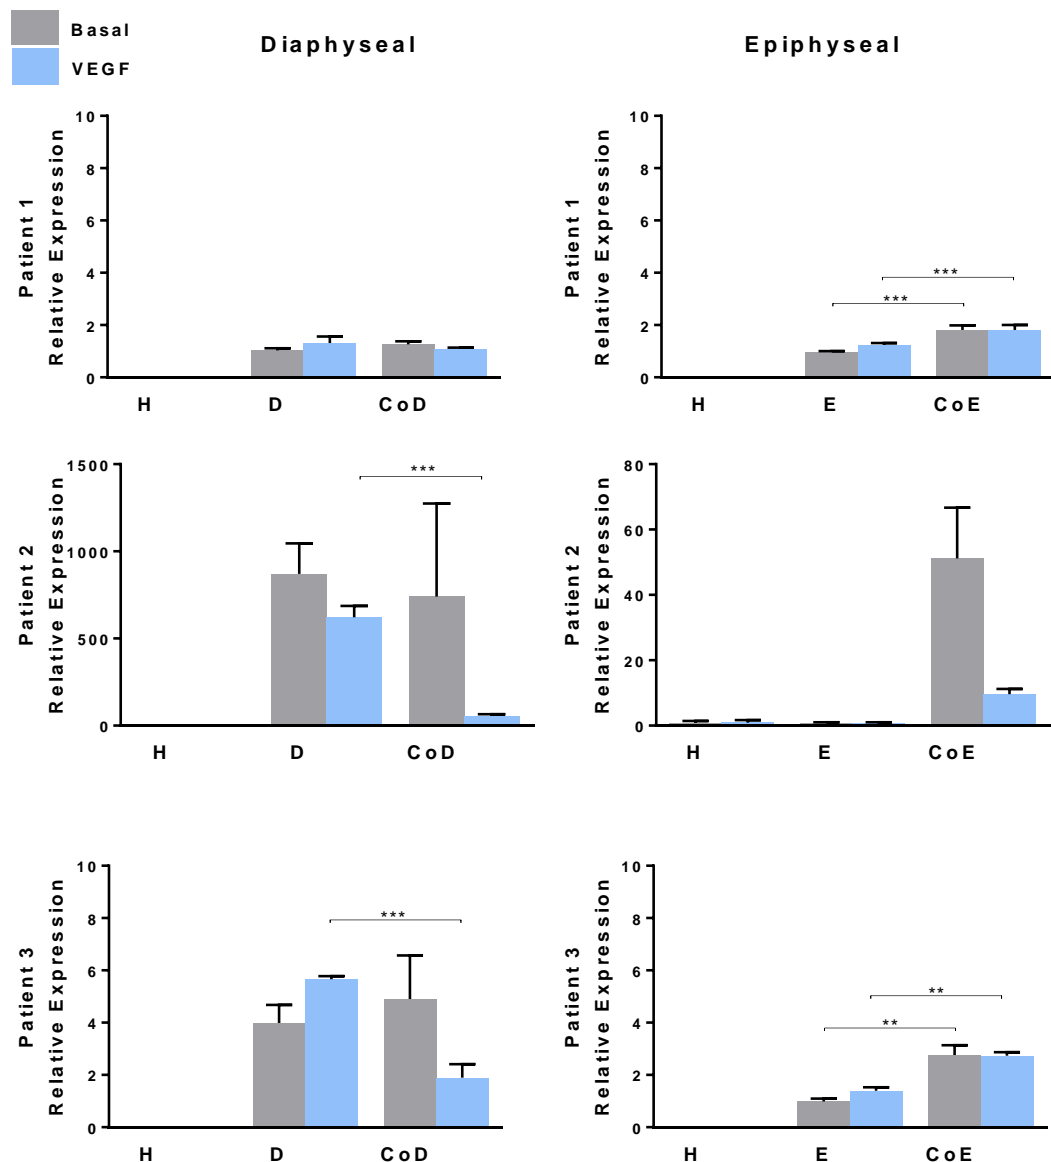 Basal
VEGF
Diaphyseal
Epiphyseal
Patient 1
Relative Expression
10
8
6
4
2
0
H
D
CoD
Patient 1
Relative Expression
10
8
6
4
2
0
***
***
H
E
CoE
Patient 2
Relative Expression
1500
1000
500
0
***
H
D
CoD
Patient 2
Relative Expression
80
60
40
20
0
H
E
CoE
Patient 3
Relative Expression
10
8
6
4
2
0
***
H
D
CoD
Patient 3
Relative Expression
10
8
6
4
2
0
**
**
H
E
CoE